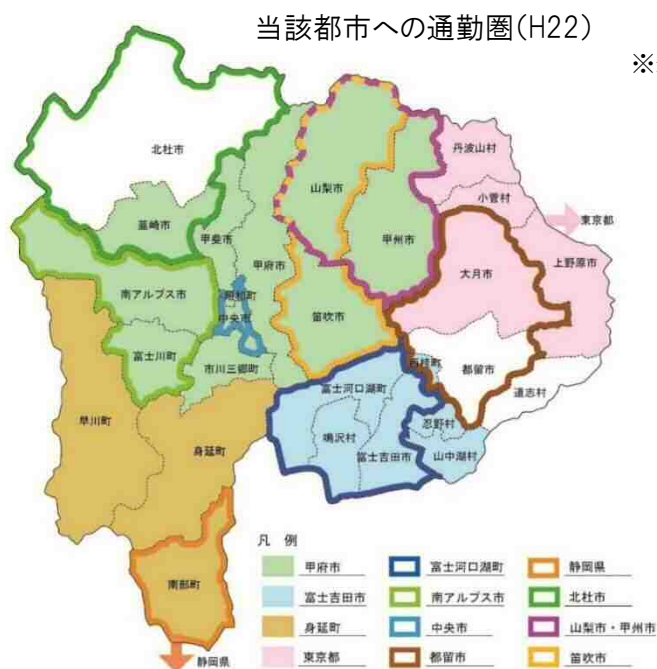 当該都市への通勤圏(H22)
※
北杜市
丹波山村
山梨市
小菅村
東京都
韮崎市
甲斐市
甲州市
上野原市
甲府市
大月市
南アルプス市
昭和町
中央市
笛吹市
富士川町
都留市
市川三郷町
西桂町
道志村
富士河口湖町
早川町
忍野村
身延町
鳴沢村
富士吉田市
山中湖村
南部町
静岡県
凡 例
甲府市
富士河口湖町
静岡県
富士吉田市
南アルプス市
北杜市
身延町
中央市
山梨市・甲州市
東京都
都留市
笛吹市